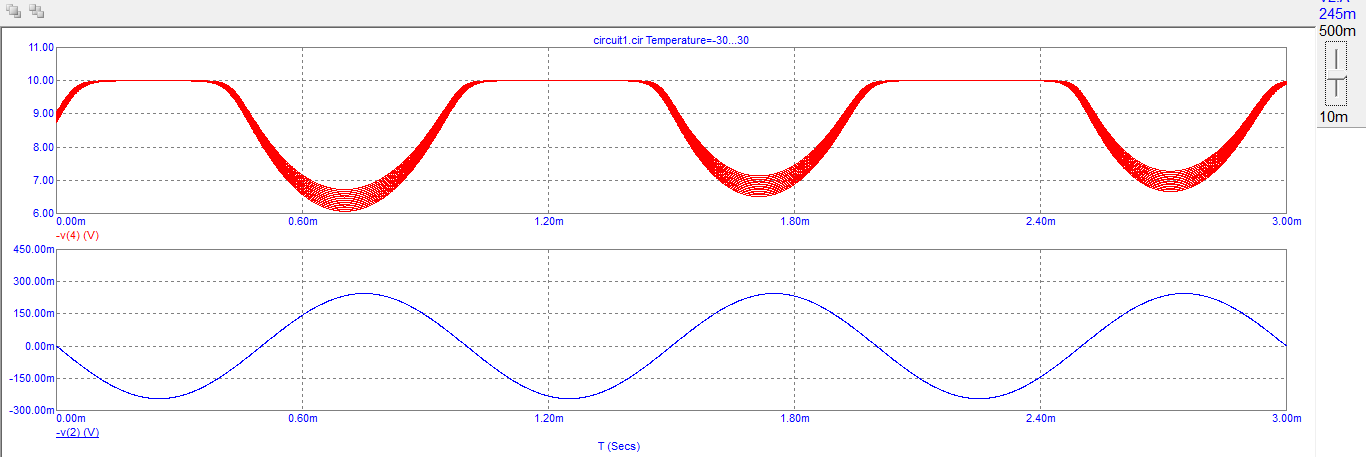 245m
500m
10m
circuit1.cir Temperature=-30...30
11.00
10.00
9.00
8.00
7.00
6.00
0.00m 0.60m 1.20m 1.80m 2.40m 3.00m
-v(4) (V)
450.00m
300.00m
150.00m
0.00m
-150.00m
-300.00m
0.00m 0.60m 1.20m 1.80m 2.40m 3.00m
-v(2) (V)
T (Secs)